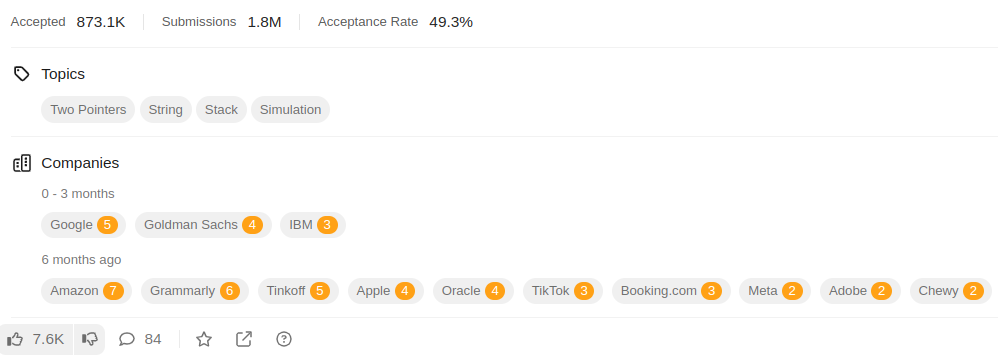 Accepted 873.1K Submissions 1.8M Acceptance Rate 49.3%
Topics
Two Pointers String Stack Simulation
Companies
0 - 3 months
Google 5 Goldman Sachs 4 IBM 3
6 months ago
Amazon 7 Grammarly 6 Tinkoff 5 Apple 4 Oracle 4 TikTok 3 Booking.com 3 Meta 2 Adobe 2 Chewy 2
7.6K 84